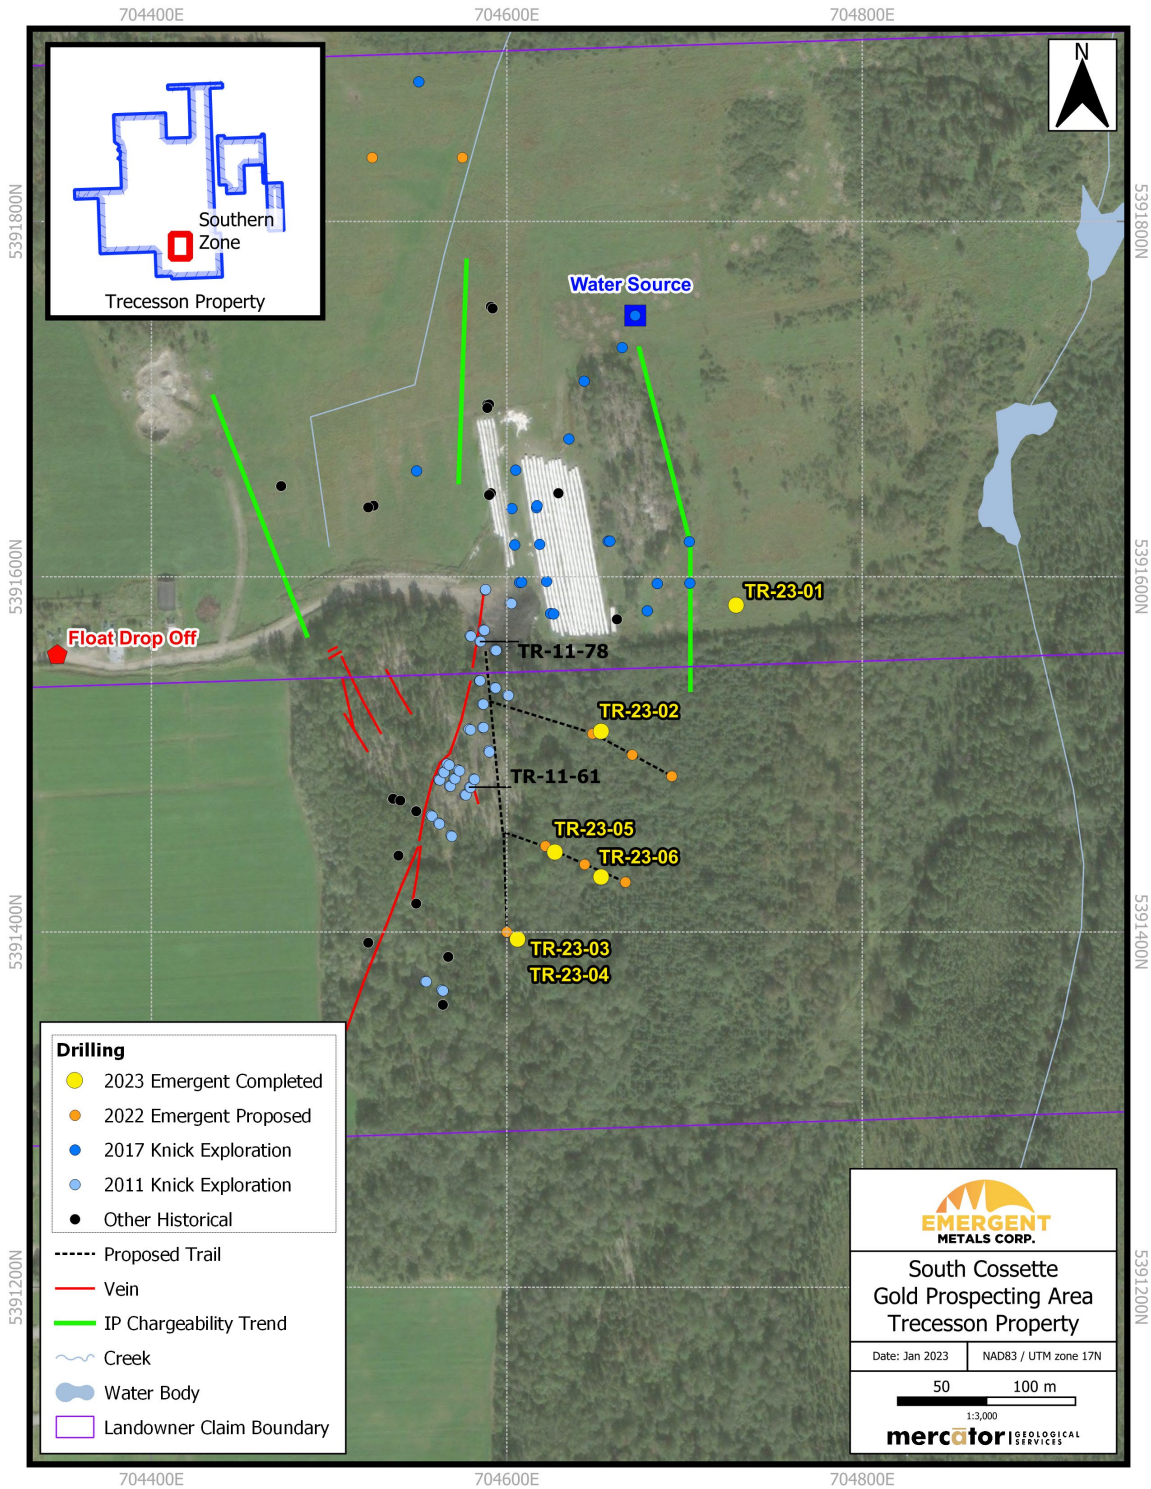 704400E
704600E
704800E
N
Southern
Zone
Trecesson Property
5391800N
5391800N
Water Source
5391600N
5391600N
TR-23-01
Float Drop Off
TR-11-78
TR-23-02
TR-11-61
TR-23-05
TR-23-06
5391400N
5391400N
TR-23-03
TR-23-04
Drilling
2023 Emergent Completed
2022 Emergent Proposed
2017 Knick Exploration
2011 Knick Exploration
Other Historical
Proposed Trail
Vein
IP Chargeability Trend
Creek
Water Body
Landowner Claim Boundary
5391200N
5391200N
EMERGENT
METALS CORP.
South Cossette
Gold Prospecting Area
Trecesson Property
Date: Jan 2023
NAD83 / UTM zone 17N
50 100 m
1:3,000
mercator GEOLOGICAL
SERVICES
704400E
704600E
704800E